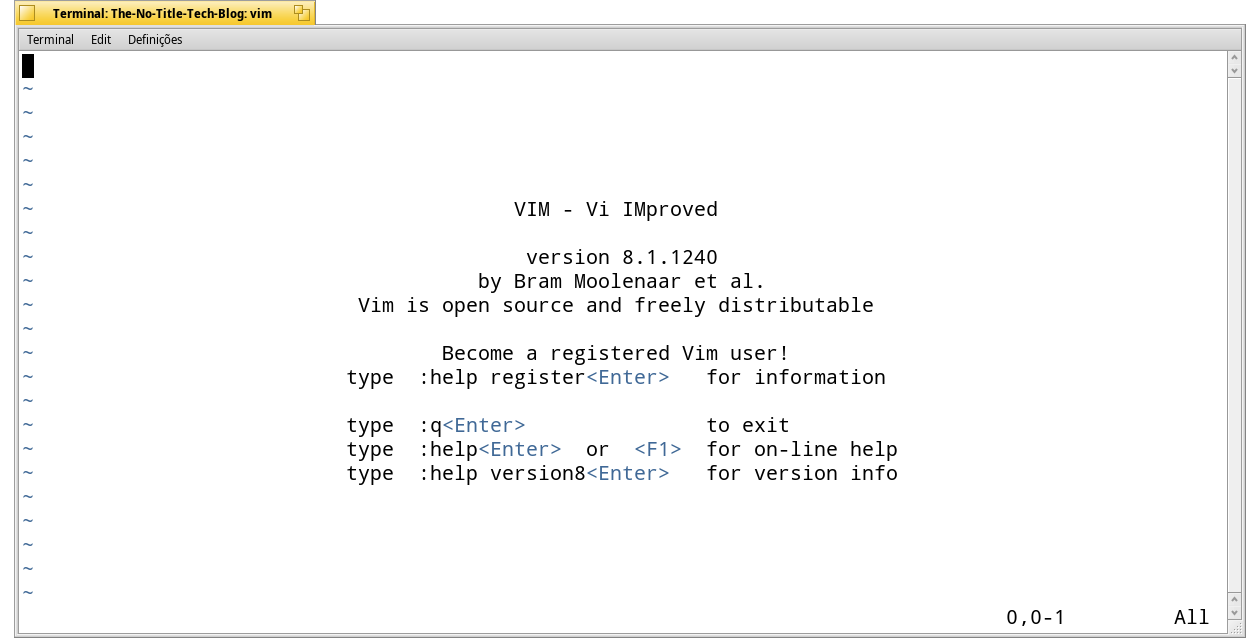 Terminal: The-No-Title-Tech-Blog: vim
Terminal Edit Definições
~
~
~
~
~
~ VIM - Vi IMproved
~
~ version 8.1.1240
~ by Bram Moolenaar et al.
~ Vim is open source and freely distributable
~
~ Become a registered Vim user!
~ type :help register<Enter> for information
~
~ type :q<Enter> to exit
~ type :help<Enter> or <F1> for on-line help
~ type :help version8<Enter> for version info
~
~
~
~
~
0,0-1 All